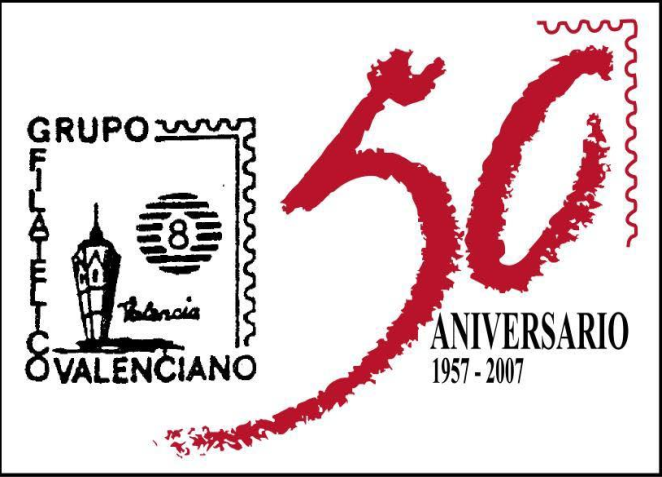 GRUPO
FILATELICO
VALENCIANO
8
Valencia
50
ANIVERSARIO
1957 - 2007